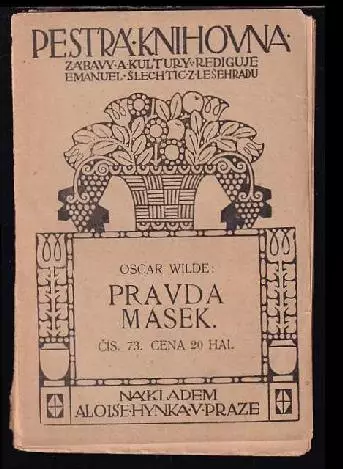 PESTRÁ·KNIHOVNA·
ZÁBAVY·A·KULTURY·REDIGUJE
EMANUEL·ŠLECHTIC·Z·LEŠEHRADU
OSCAR WILDE:
PRAVDA
MASEK.
ČÍS. 73. CENA 20 HAL.
NÁKLADEM
ALOISE·HYNKA·V·PRAZE